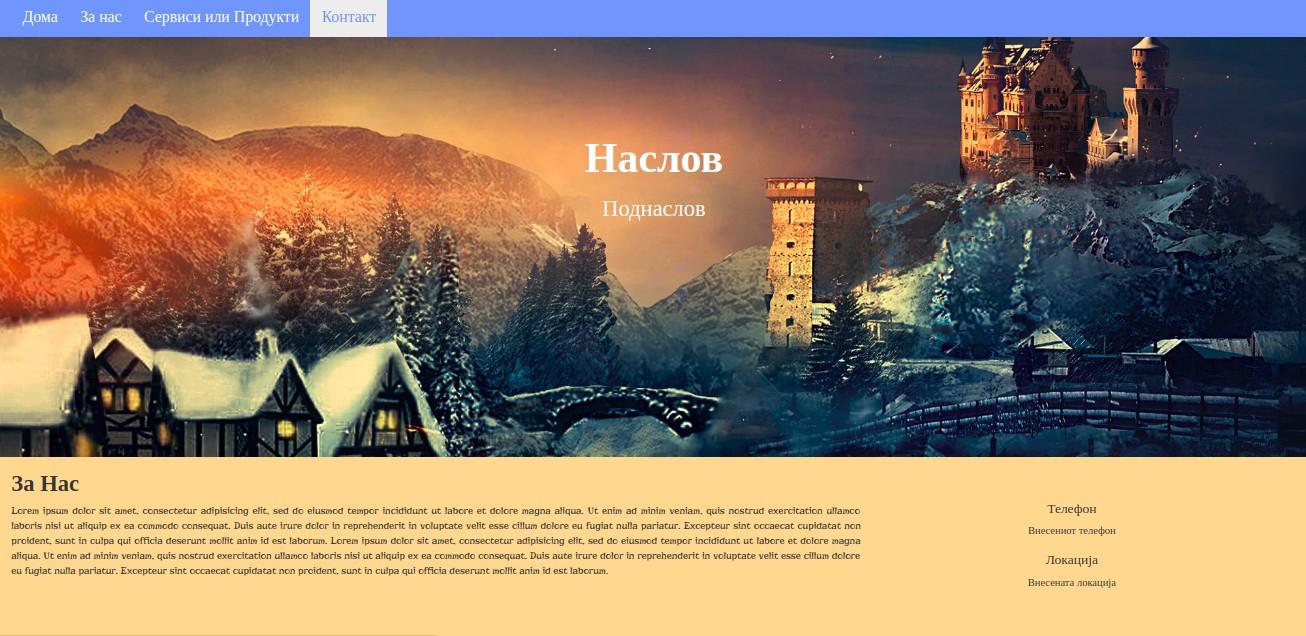 Дома За нас Сервиси или Продукти Контакт
Наслов
Поднаслов
За Нас
Lorem ipsum dolor sit amet, consectetur adipisicing elit, sed do eiusmod tempor incididunt ut labore et dolore magna aliqua. Ut enim ad minim veniam, quis nostrud exercitation ullamco
laboris nisi ut aliquip ex ea commodo consequat. Duis aute irure dolor in reprehenderit in voluptate velit esse cillum dolore eu fugiat nulla pariatur. Excepteur sint occaecat cupidatat non
proident, sunt in culpa qui officia deserunt mollit anim id est laborum. Lorem ipsum dolor sit amet, consectetur adipisicing elit, sed do eiusmod tempor incididunt ut labore et dolore magna
aliqua. Ut enim ad minim veniam, quis nostrud exercitation ullamco laboris nisi ut aliquip ex ea commodo consequat. Duis aute irure dolor in reprehenderit in voluptate velit esse cillum dolore
eu fugiat nulla pariatur. Excepteur sint occaecat cupidatat non proident, sunt in culpa qui officia deserunt mollit anim id est laborum.
Телефон
Внесениот телефон
Локација
Внесената локација